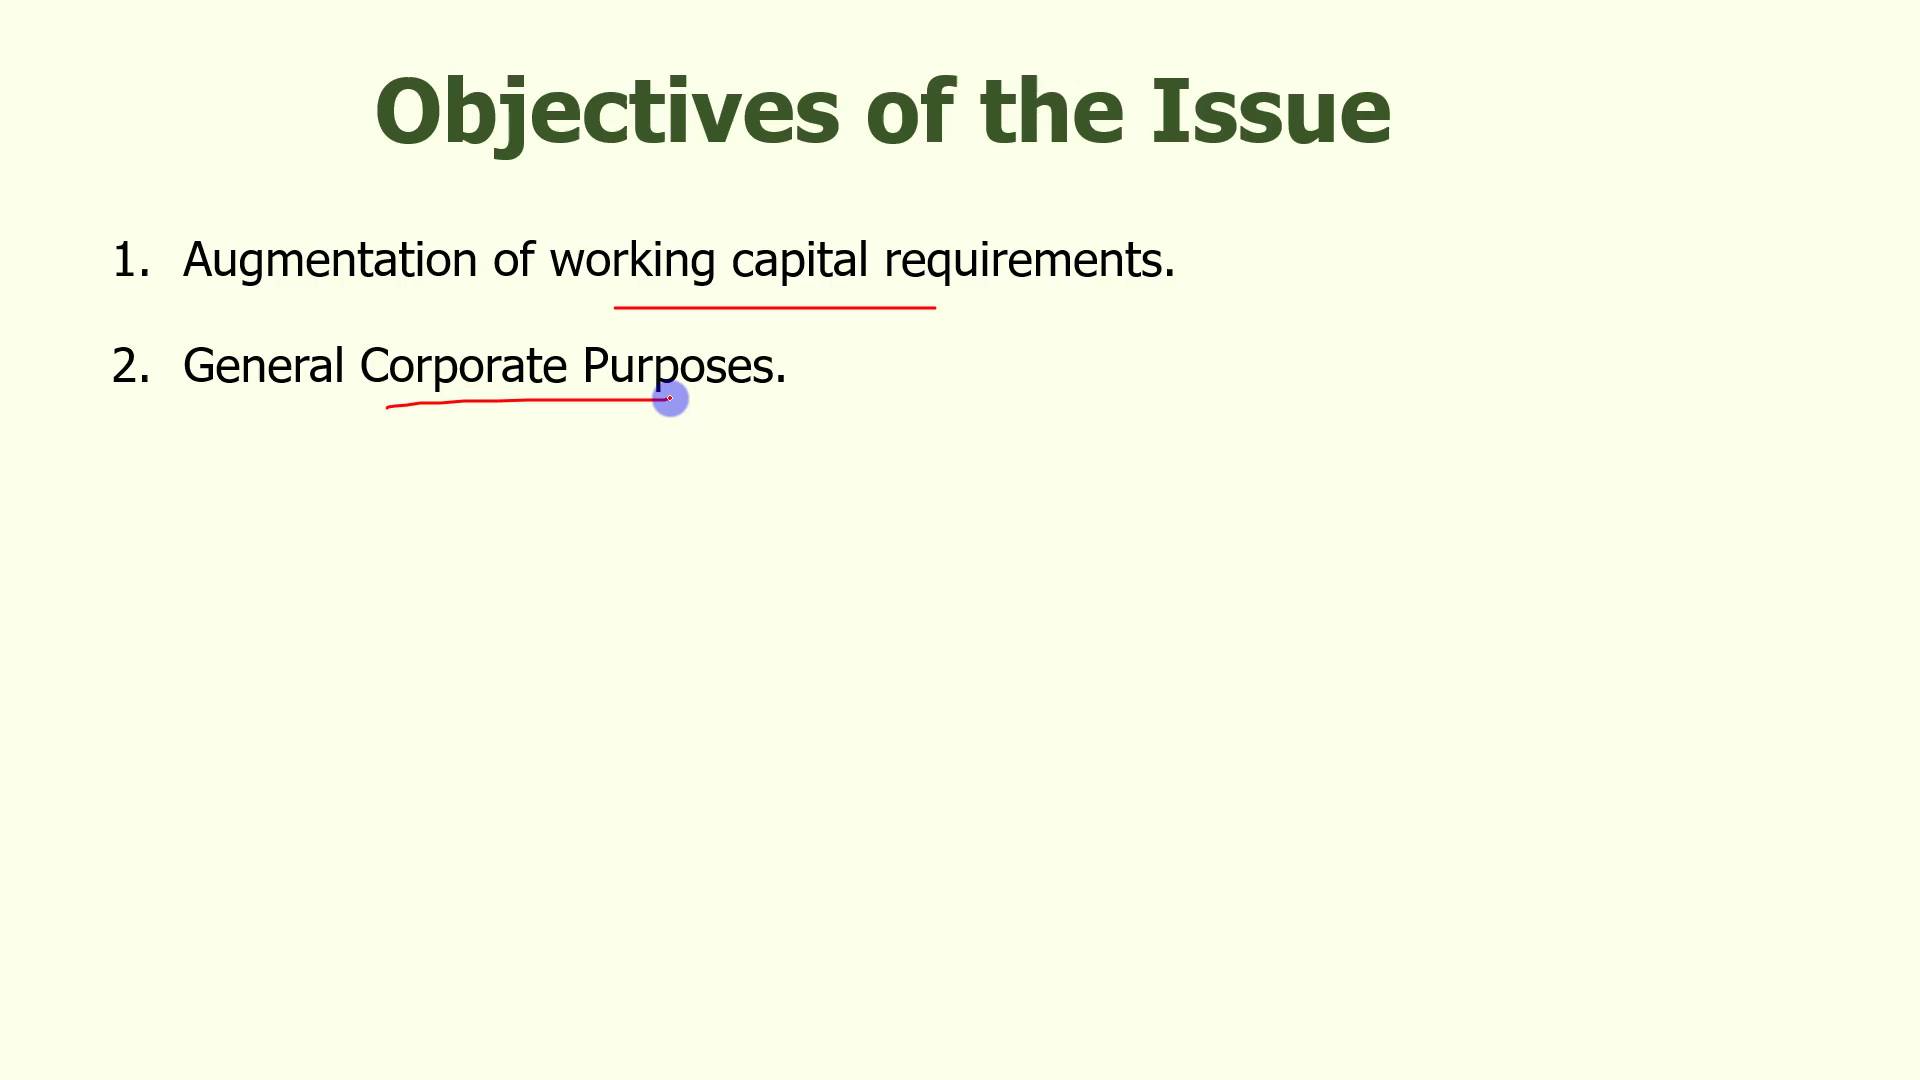 Objectives of the Issue
1. Augmentation of working capital requirements.
2. General Corporate Purposes.